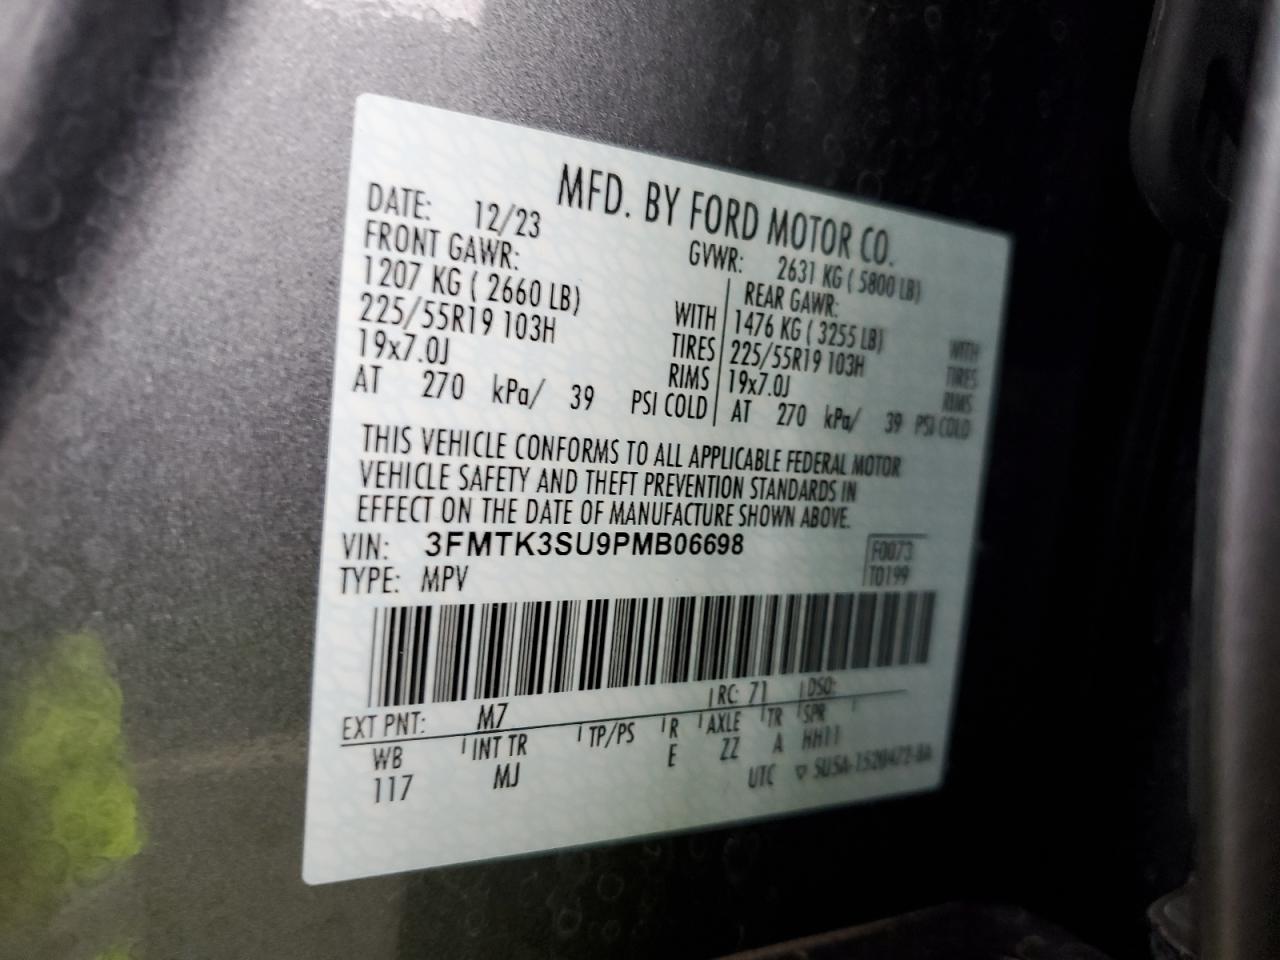 MFD. BY FORD MOTOR CO.
DATE: 12/23 GVWR: 2631 KG ( 5800 LB)
FRONT GAWR: REAR GAWR:
1207 KG ( 2660 LB) WITH 1476 KG ( 3255 LB) WITH
225/55R19 103H TIRES 225/55R19 103H TIRES
19x7.0J RIMS 19x7.0J RIMS
AT 270 kPa/ 39 PSI COLD AT 270 kPa/ 39 PSI COLD
THIS VEHICLE CONFORMS TO ALL APPLICABLE FEDERAL MOTOR
VEHICLE SAFETY AND THEFT PREVENTION STANDARDS IN
EFFECT ON THE DATE OF MANUFACTURE SHOWN ABOVE.
VIN: 3FMTK3SU9PMB06698 F0073
TYPE: MPV T0199
EXT PNT: M7 RC: 71 DSO:
WB INT TR TP/PS R AXLE TR SPR
117 MJ E ZZ A HH11
UTC